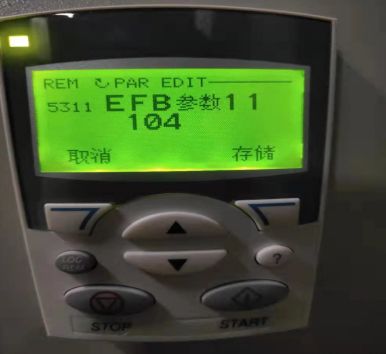 REM ↻ PAR EDIT
5311 EFB参数11
104
取消 存储
LOC
REM
?
STOP START